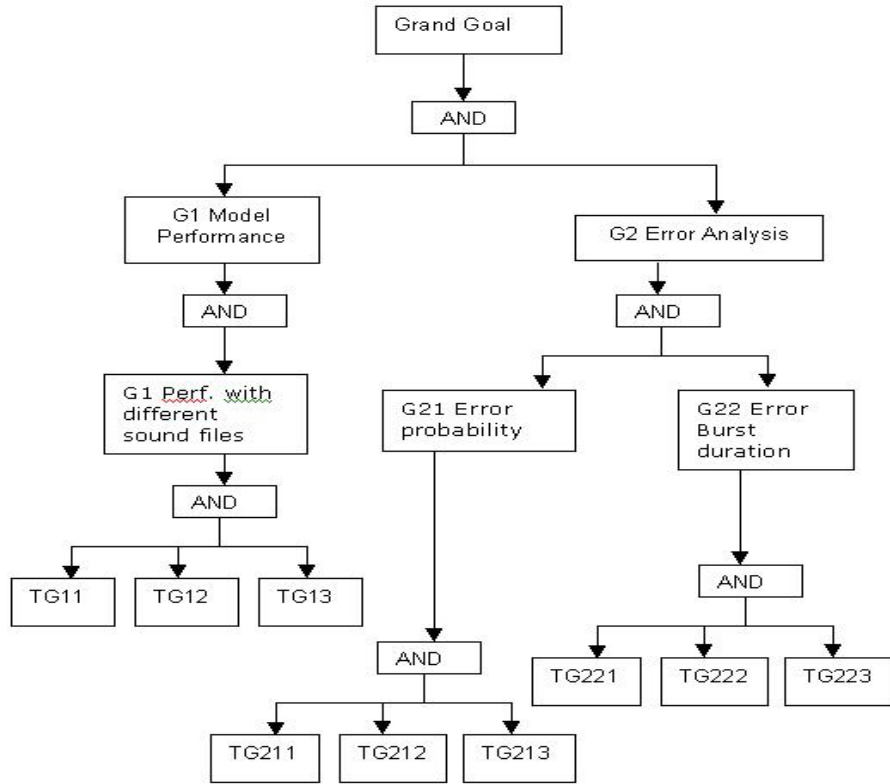 Grand Goal
AND
G1 Model
Performance
G2 Error Analysis
AND
AND
G1 Perf. with
different
sound files
G21 Error
probability
G22 Error
Burst
duration
AND
AND
TG11
TG12
TG13
AND
TG221
TG222
TG223
TG211
TG212
TG213